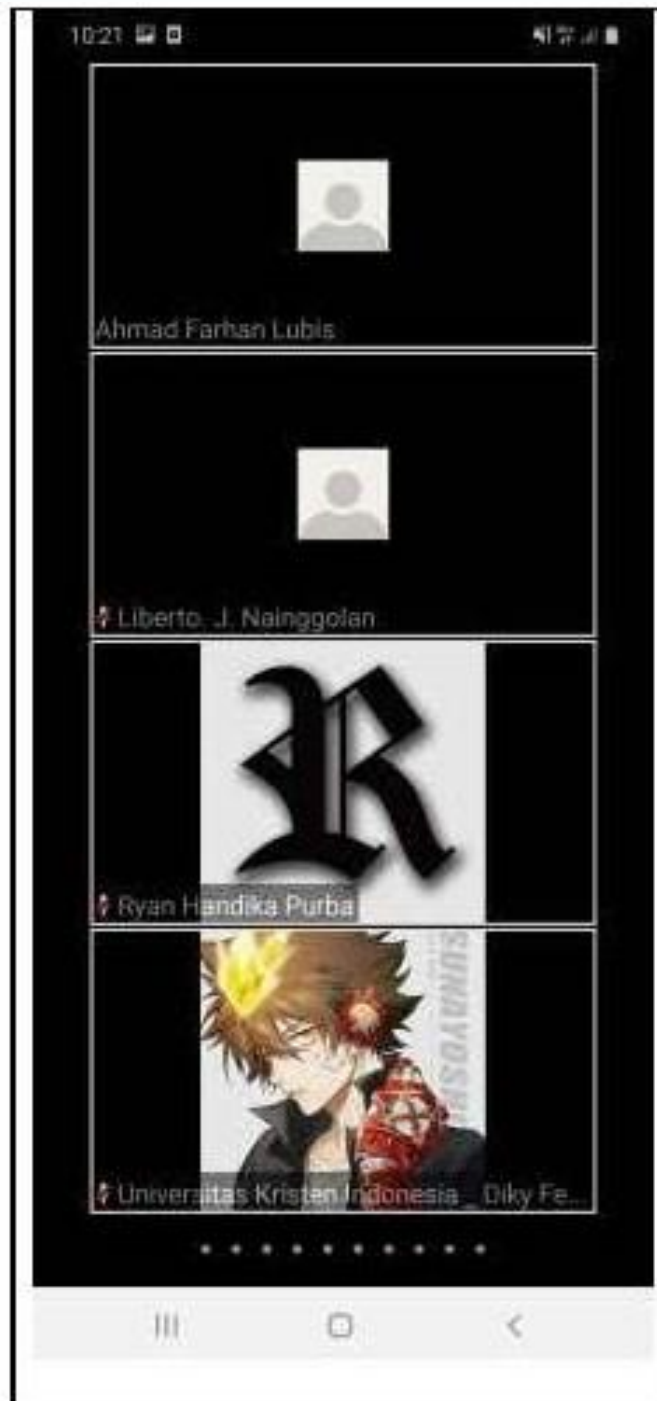 10:21
Ahmad Farhan Lubis
Liberto. J. Nainggolan
R
Ryan Handika Purba
Universitas Kristen Indonesia _ Diky Fe...